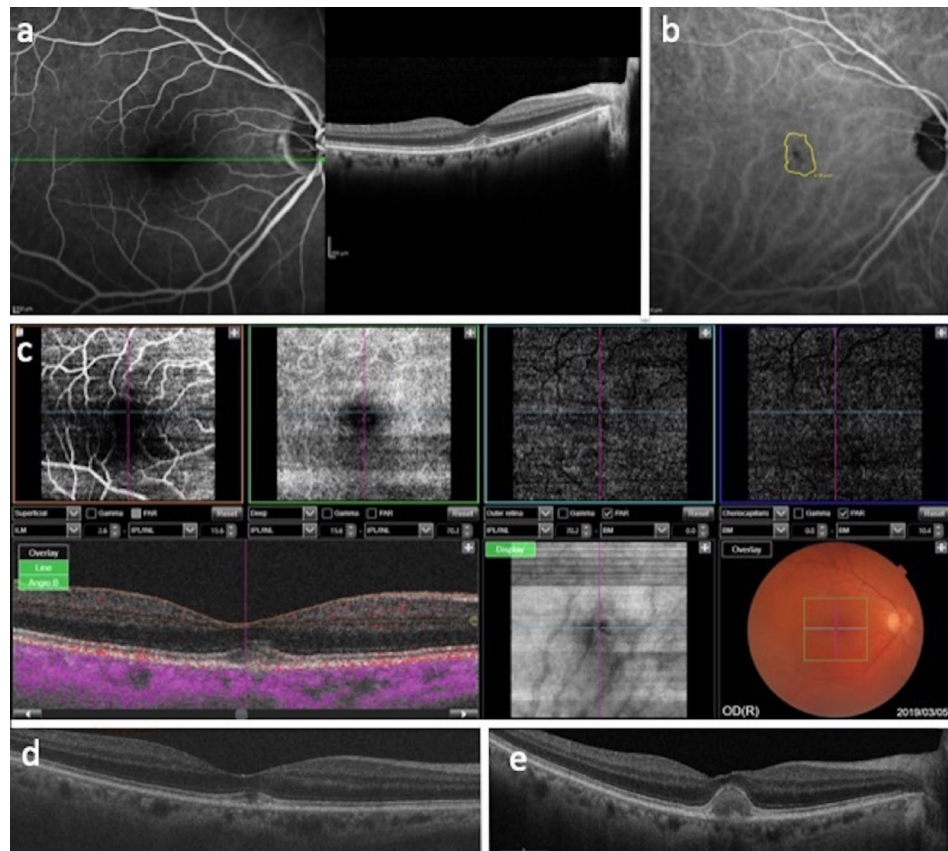 a
b
c
Superficial Gamma PAR Reset
Deep Gamma PAR Reset
Outer retina Gamma PAR Reset
Choriocapillaris Gamma PAR Reset
ILM 2.6 - IPL/INL 15.6
IPL/INL 15.6 - IPL/INL 70.2
IPL/INL 70.2 - BM 0.0
BM 0.0 - BM 10.4
Overlay
Line
Angio B
Display
Overlay
OD(R) 2019/03/05
d
e